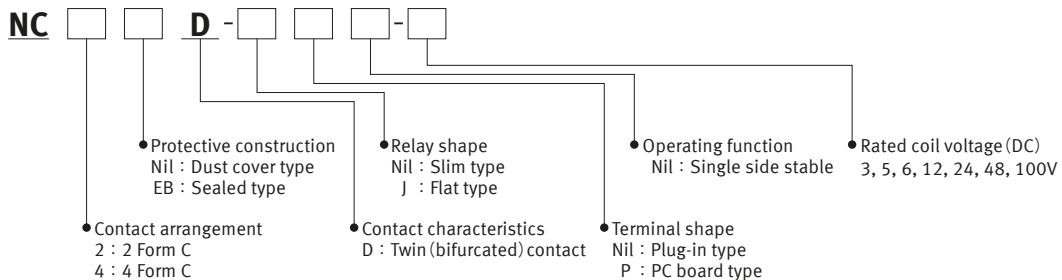 NC D - -
Protective construction
Nil : Dust cover type
EB : Sealed type
Relay shape
Nil : Slim type
J : Flat type
Operating function
Nil : Single side stable
Rated coil voltage (DC)
3, 5, 6, 12, 24, 48, 100V
Contact arrangement
2 : 2 Form C
4 : 4 Form C
Contact characteristics
D : Twin (bifurcated) contact
Terminal shape
Nil : Plug-in type
P : PC board type